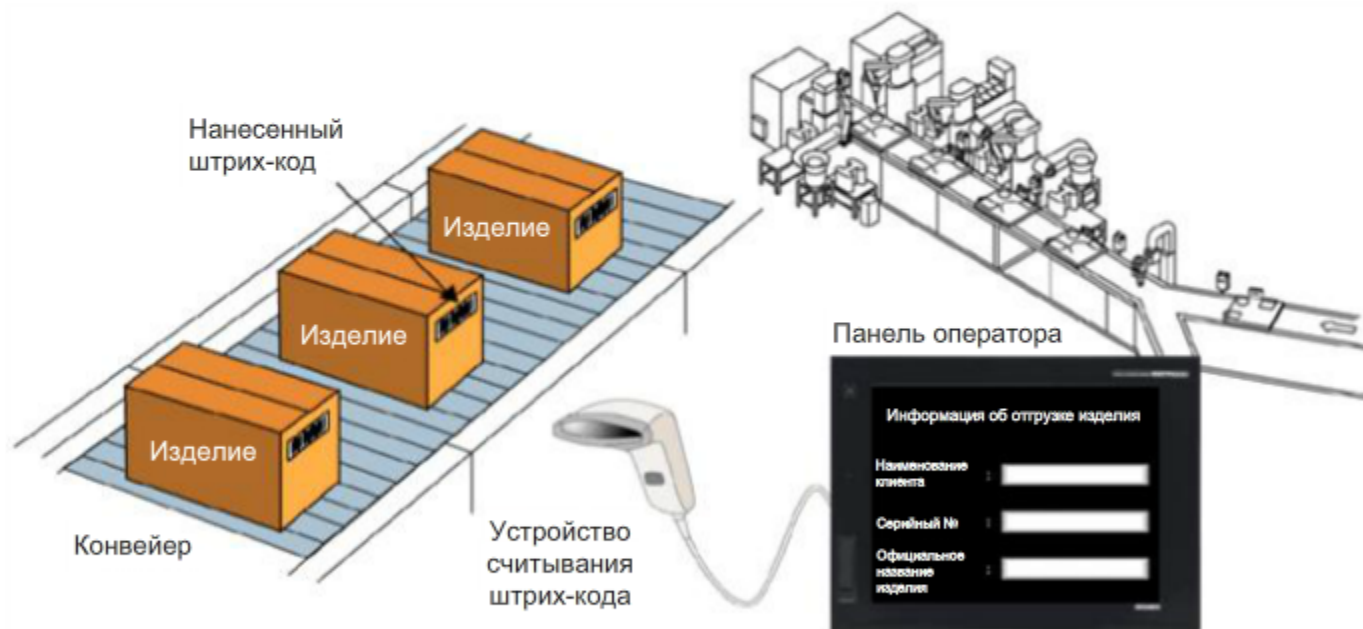 Нанесенный
штрих-код
Изделие
Изделие
Изделие
Конвейер
Устройство
считывания
штрих-кода
Панель оператора
Информация об отгрузке изделия
Наименование
клиента :
Серийный № :
Официальное
название :
изделия